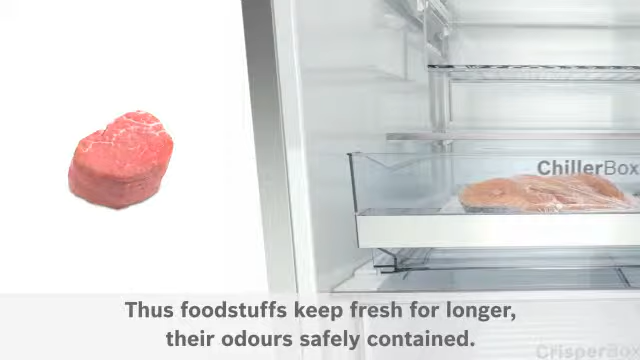 ChillerBox
Thus foodstuffs keep fresh for longer,
their odours safely contained.
CrisperBox